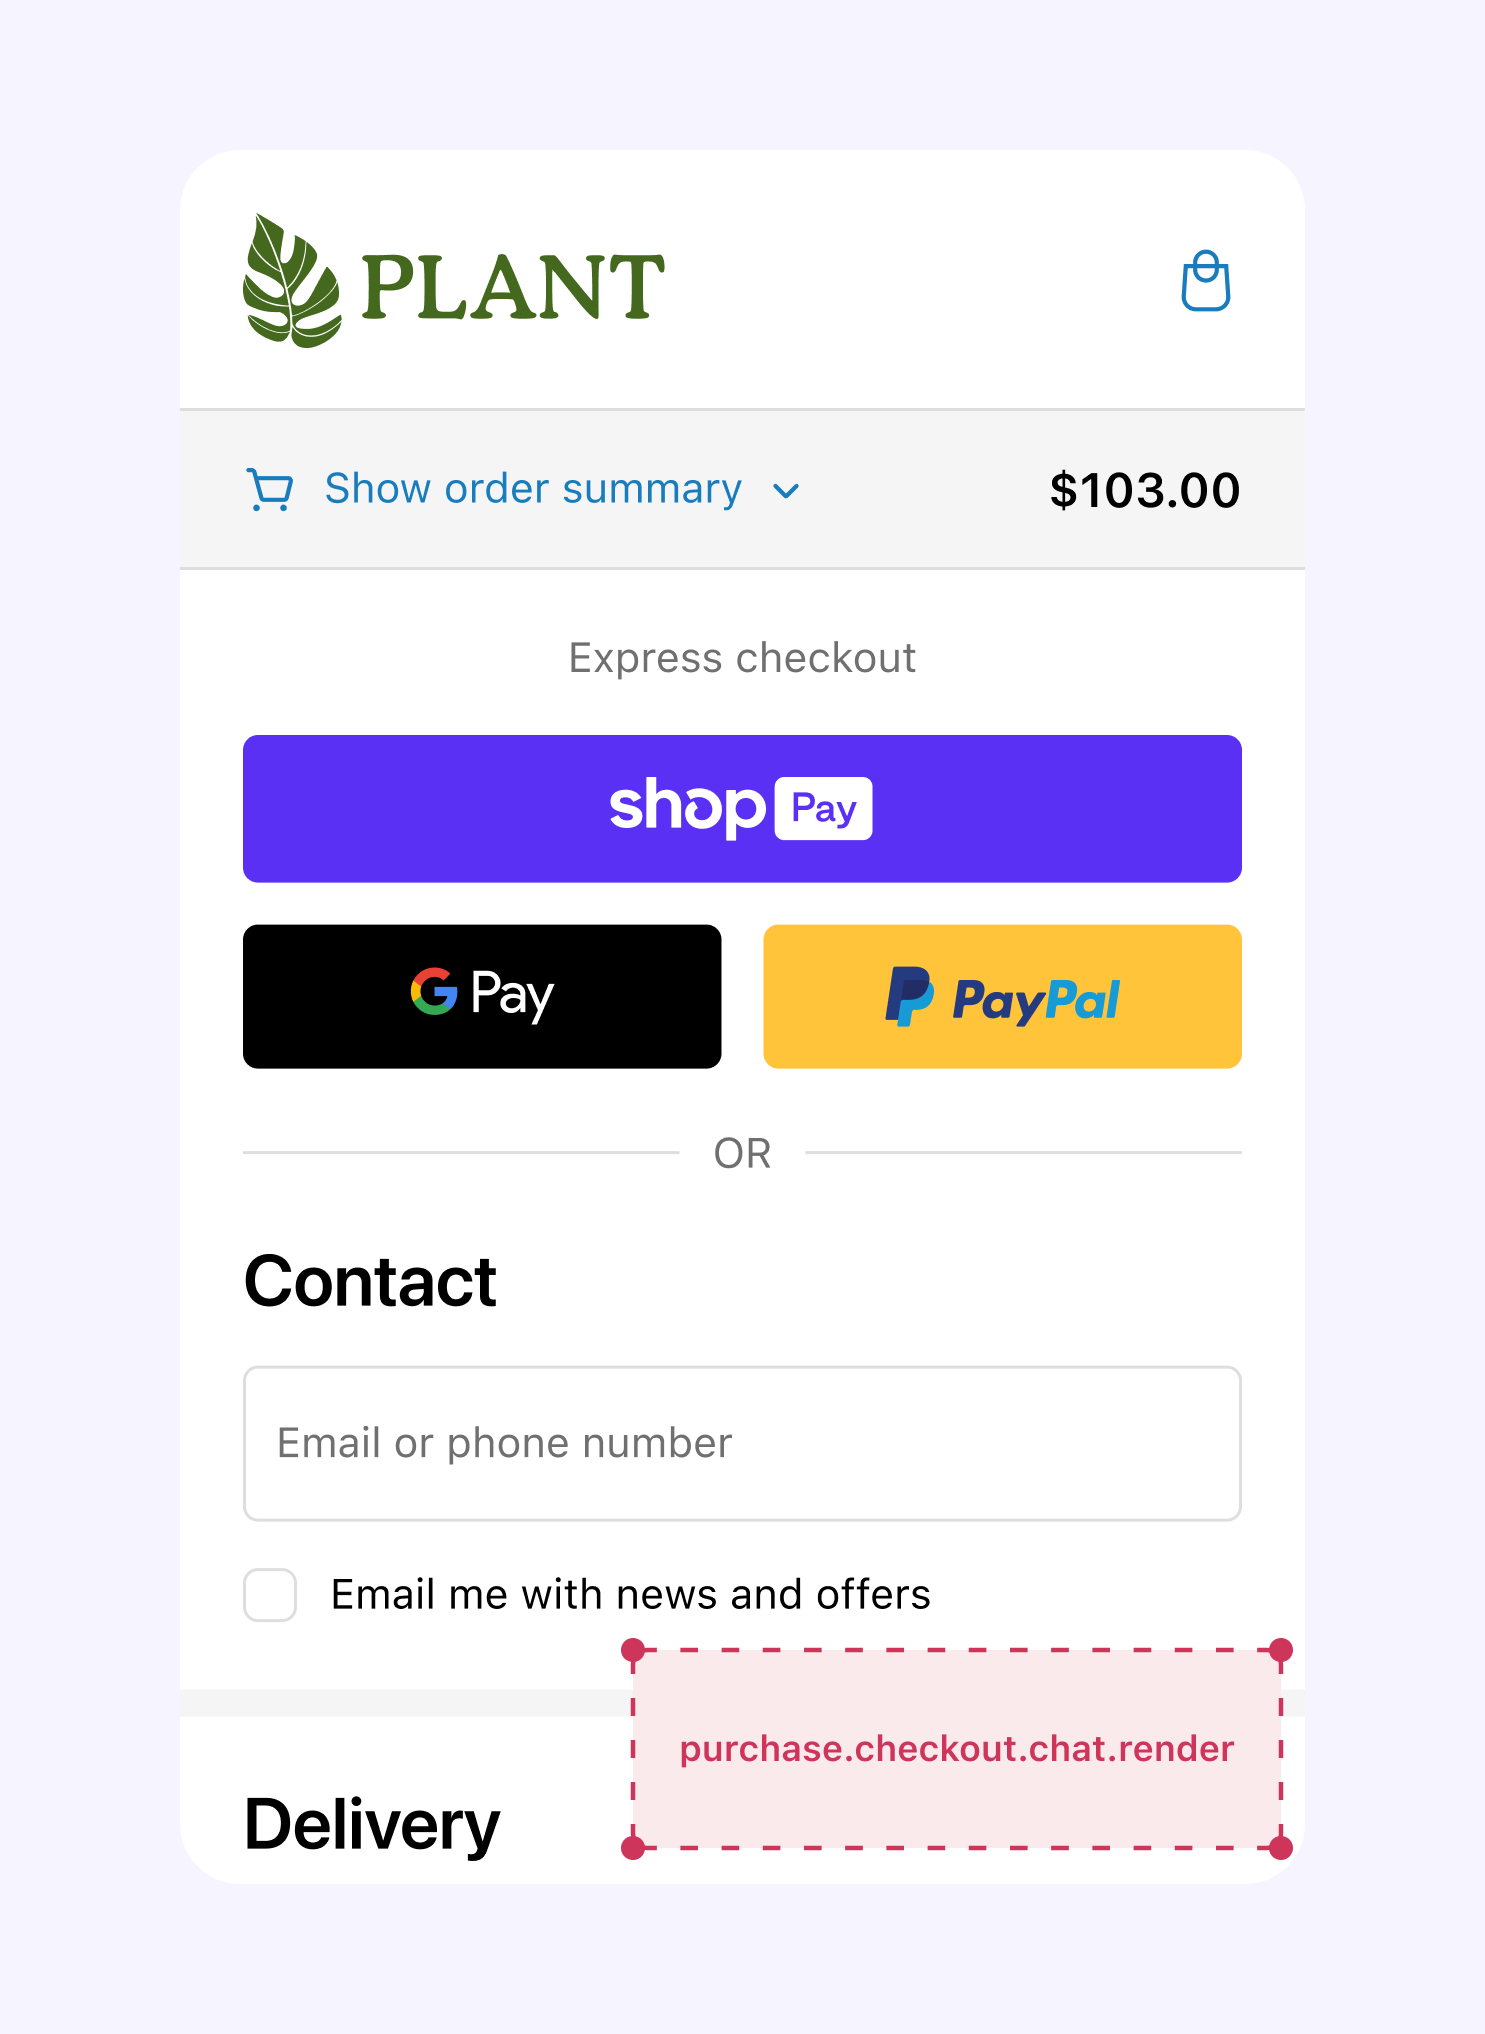 PLANT
Show order summary
$103.00
Express checkout
shop Pay
G Pay
PayPal
OR
Contact
Email or phone number
Email me with news and offers
purchase.checkout.chat.render
Delivery